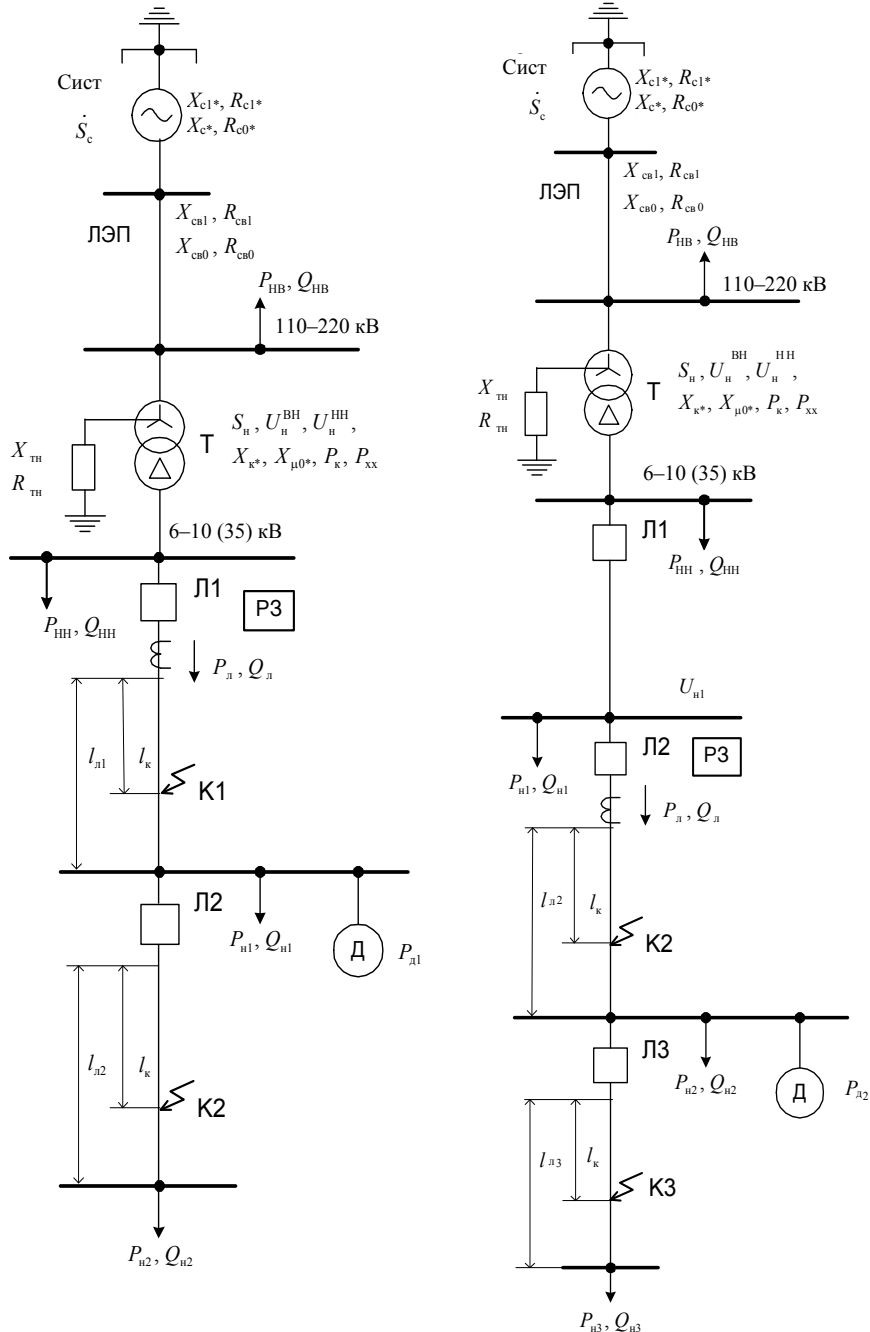 Сист
Ṡс
Xс1*, Rс1*
Xс*, Rс0*
ЛЭП
Xсв1, Rсв1
Xсв0, Rсв0
PНВ, QНВ
110–220 кВ
Xтн
Rтн
Т
Sн, UнВН, UнНН,
Xк*, Xμ0*, Pк, Pхх
6–10 (35) кВ
Л1
РЗ
PНН, QНН
Pл, Qл
lл1
lк
К1
Л2
Pн1, Qн1
Д
Pд1
lл2
lк
К2
Pн2, Qн2
Сист
Ṡс
Xс1*, Rс1*
Xс*, Rс0*
ЛЭП
Xсв1, Rсв1
Xсв0, Rсв0
PНВ, QНВ
110–220 кВ
Xтн
Rтн
Т
Sн, UнВН, UнНН,
Xк*, Xμ0*, Pк, Pхх
6–10 (35) кВ
Л1
PНН, QНН
Uн1
Л2
РЗ
Pн1, Qн1
Pл, Qл
lл2
lк
К2
Л3
Pн2, Qн2
Д
Pд2
lл3
lк
К3
Pн3, Qн3